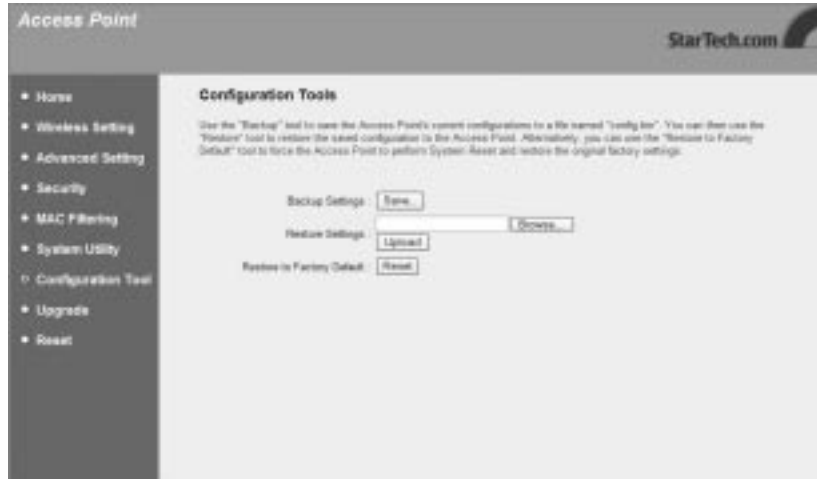 Access Point
StarTech.com
Home
Wireless Setting
Advanced Setting
Security
MAC Filtering
System Utility
Configuration Tool
Upgrade
Reset
Configuration Tools
Use the "Backup" tool to save the Access Point's current configurations to a file named "config.bin". You can then use the
"Restore" tool to restore the saved configuration to the Access Point. Alternatively, you can use the "Restore to Factory
Default" tool to force the Access Point to perform System Reset and restore the original factory settings.
Backup Settings : Save...
Browse...
Restore Settings :
Upload
Restore to Factory Default : Reset